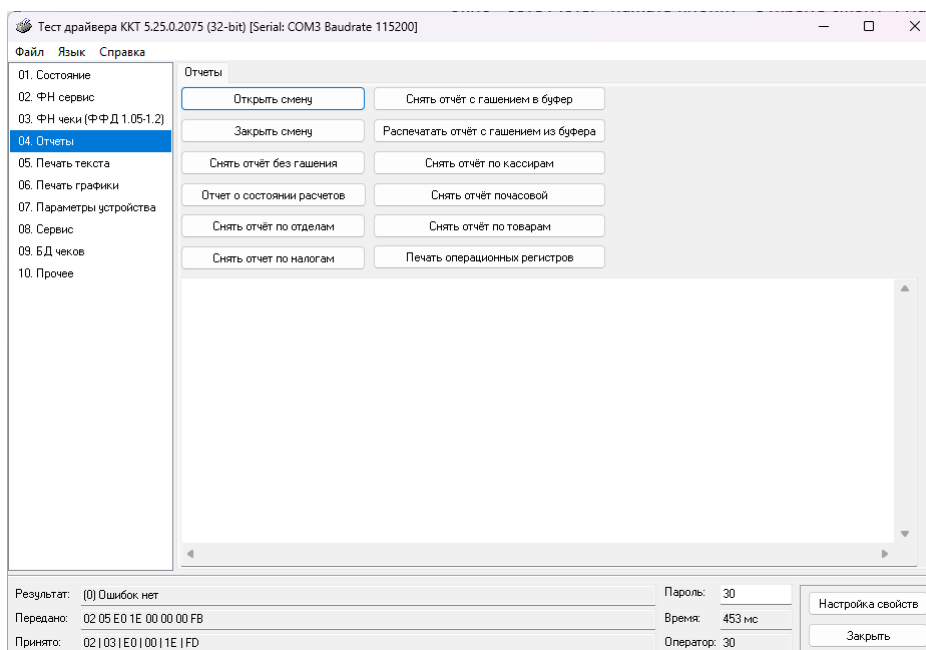 Тест драйвера ККТ 5.25.0.2075 (32-bit) [Serial: COM3 Baudrate 115200]
Файл Язык Справка
01. Состояние
02. ФН сервис
03. ФН чеки (ФФД 1.05-1.2)
04. Отчеты
05. Печать текста
06. Печать графики
07. Параметры устройства
08. Сервис
09. БД чеков
10. Прочее
Отчеты
Открыть смену
Снять отчёт с гашением в буфер
Закрыть смену
Распечатать отчёт с гашением из буфера
Снять отчёт без гашения
Снять отчёт по кассирам
Отчет о состоянии расчетов
Снять отчёт почасовой
Снять отчёт по отделам
Снять отчёт по товарам
Снять отчет по налогам
Печать операционных регистров
Результат: (0) Ошибок нет
Передано: 02 05 E0 1E 00 00 00 FB
Принято: 02 | 03 | E0 | 00 | 1E | FD
Пароль: 30
Время: 453 мс
Оператор: 30
Настройка свойств
Закрыть